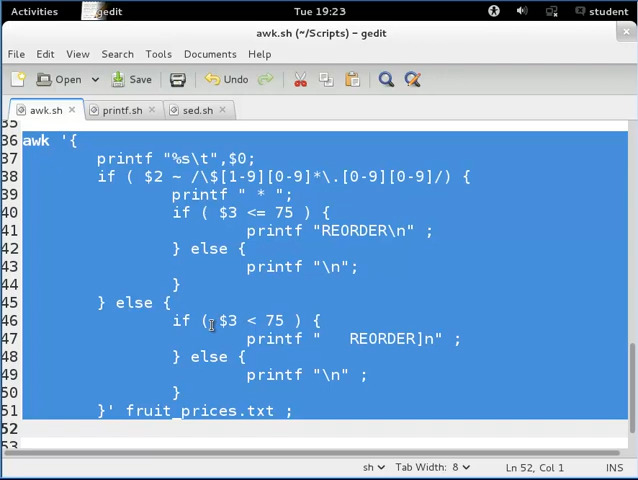 Activities gedit Tue 19:23 student
awk.sh (~/Scripts) - gedit
File Edit View Search Tools Documents Help
Open Save Undo
awk.sh printf.sh sed.sh
35
36 awk '{
37 printf "%s\t",$0;
38 if ( $2 ~ /\$[1-9][0-9]*\.[0-9][0-9]/) {
39 printf " * ";
40 if ( $3 <= 75 ) {
41 printf "REORDER\n" ;
42 } else {
43 printf "\n";
44 }
45 } else {
46 if ( $3 < 75 ) {
47 printf "   REORDER]n" ;
48 } else {
49 printf "\n" ;
50 }
51 }' fruit_prices.txt ;
52
53
sh Tab Width: 8 Ln 52, Col 1 INS